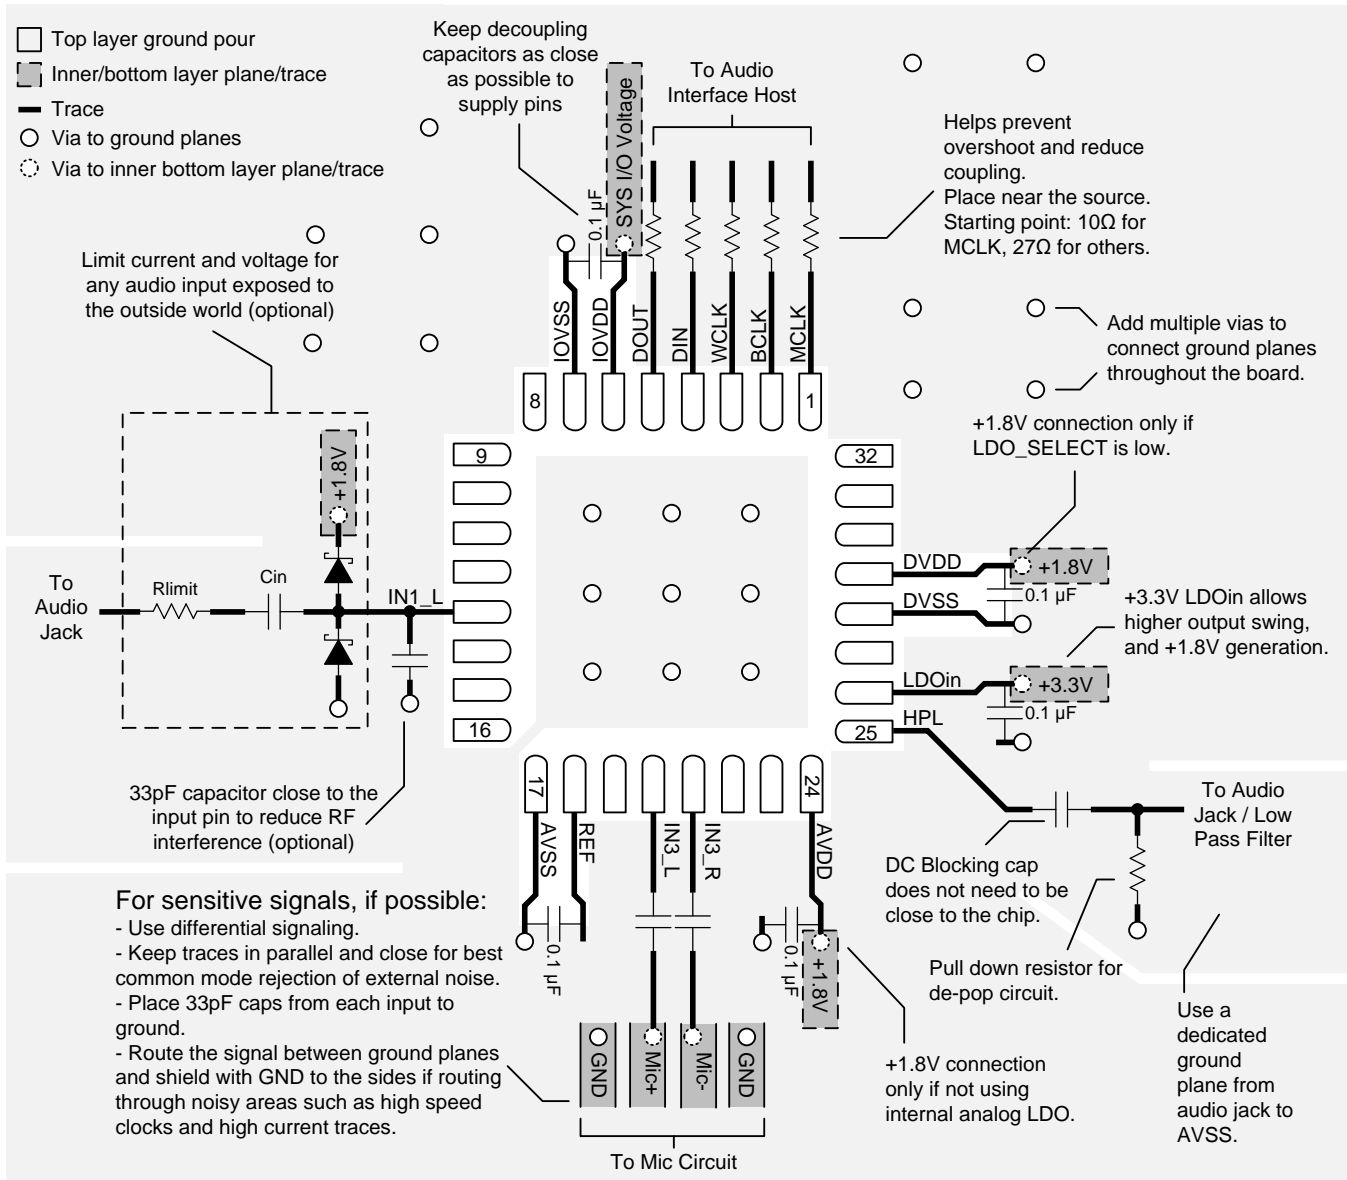 Top layer ground pour
Inner/bottom layer plane/trace
Trace
Via to ground planes
Via to inner bottom layer plane/trace
Keep decoupling
capacitors as close
as possible to
supply pins
SYS I/O Voltage
0.1 µF
To Audio
Interface Host
Helps prevent
overshoot and reduce
coupling.
Place near the source.
Starting point: 10Ω for
MCLK, 27Ω for others.
Limit current and voltage for
any audio input exposed to
the outside world (optional)
IOVSS
IOVDD
DOUT
DIN
WCLK
BCLK
MCLK
Add multiple vias to
connect ground planes
throughout the board.
8
1
9
32
+1.8V connection only if
LDO_SELECT is low.
+1.8V
To
Audio
Jack
Rlimit
Cin
IN1_L
DVDD
+1.8V
0.1 µF
DVSS
+3.3V LDOin allows
higher output swing,
and +1.8V generation.
LDOin
+3.3V
0.1 µF
HPL
16
25
33pF capacitor close to the
input pin to reduce RF
interference (optional)
17
24
AVSS
REF
IN3_L
IN3_R
AVDD
To Audio
Jack / Low
Pass Filter
DC Blocking cap
does not need to be
close to the chip.
0.1 µF
0.1 µF
+1.8V
Pull down resistor for
de-pop circuit.
For sensitive signals, if possible:
- Use differential signaling.
- Keep traces in parallel and close for best
common mode rejection of external noise.
- Place 33pF caps from each input to
ground.
- Route the signal between ground planes
and shield with GND to the sides if routing
through noisy areas such as high speed
clocks and high current traces.
GND
Mic+
Mic-
GND
To Mic Circuit
+1.8V connection
only if not using
internal analog LDO.
Use a
dedicated
ground
plane from
audio jack to
AVSS.